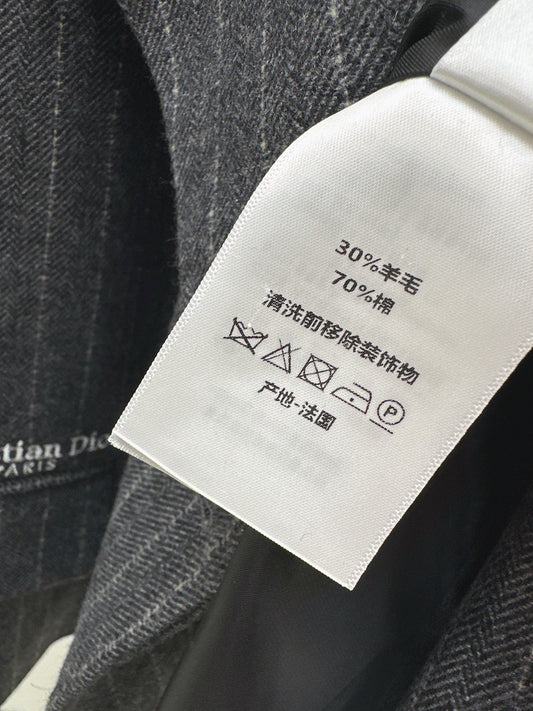 30%羊毛
70%棉
清洗前移除装饰物
P
产地-法国
tian Dio
PARIS